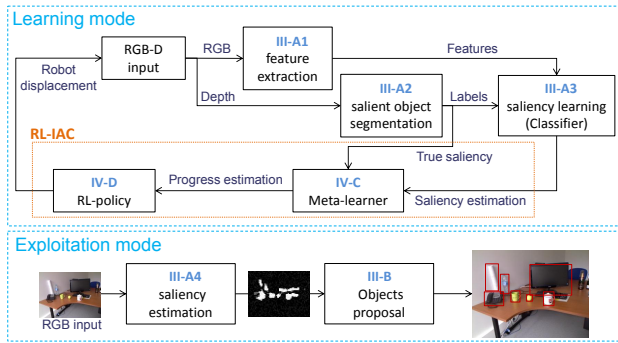 Learning mode
RGB-D
input
RGB
III-A1
feature
extraction
Features
Robot
displacement
Depth
III-A2
salient object
segmentation
Labels
III-A3
saliency learning
(Classifier)
RL-IAC
True saliency
IV-D
RL-policy
Progress estimation
IV-C
Meta-learner
Saliency estimation
Exploitation mode
RGB input
III-A4
saliency
estimation
III-B
Objects
proposal